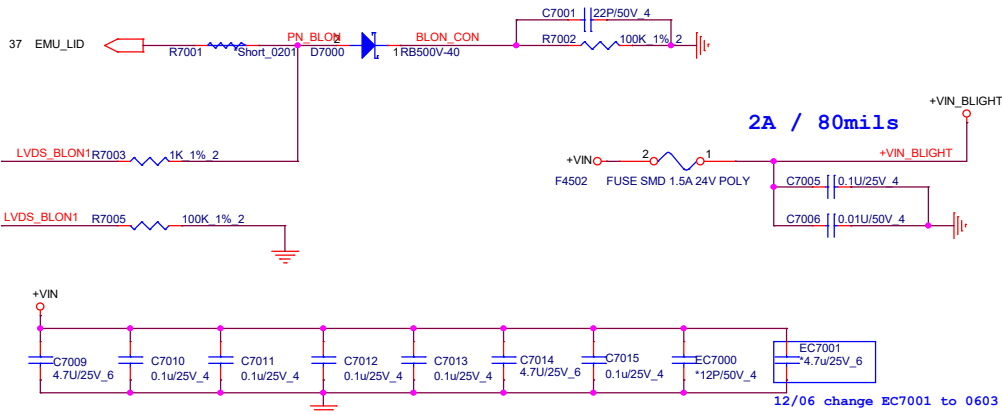 C7001 22P/50V_4
37 EMU_LID
R7001 *Short_0201
PN_BLON 2
D7000
BLON_CON
1 RB500V-40
R7002 100K_1%_2
LVDS_BLON1 R7003 1K_1%_2
LVDS_BLON1 R7005 100K_1%_2
2A / 80mils
+VIN_BLIGHT
+VIN 2 1 +VIN_BLIGHT
F4502 FUSE SMD 1.5A 24V POLY
C7005 0.1U/25V_4
C7006 0.01U/50V_4
+VIN
C7009
4.7U/25V_6
C7010
0.1u/25V_4
C7011
0.1u/25V_4
C7012
0.1u/25V_4
C7013
0.1u/25V_4
C7014
4.7U/25V_6
C7015
0.1u/25V_4
EC7000
*12P/50V_4
EC7001
*4.7u/25V_6
12/06 change EC7001 to 0603